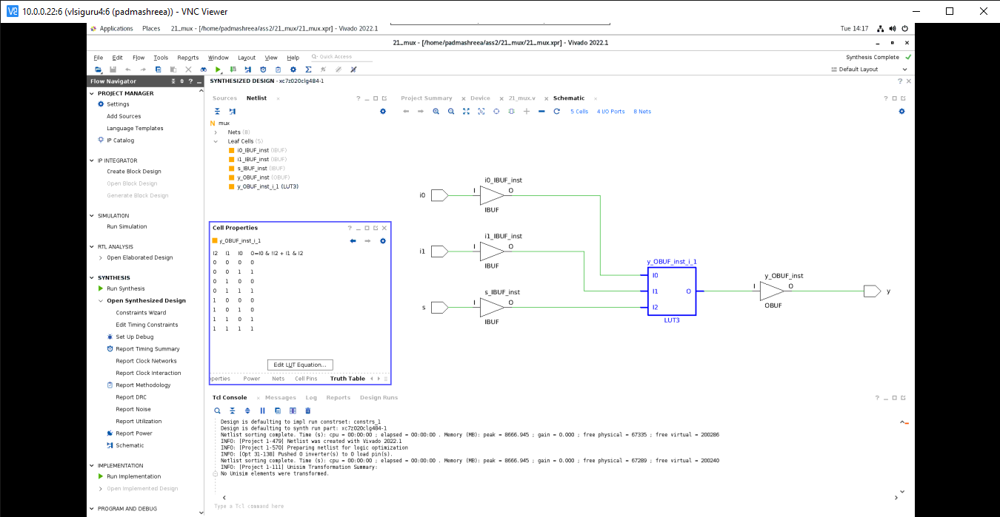 10.0.0.22:6 (vlsiguru4:6 (padmashreea)) - VNC Viewer
Applications Places 21_mux - [/home/padmashreea/ass2/21_mux/21_mux.xpr] - Vivado 2022.1 Tue 14:17
21_mux - [/home/padmashreea/ass2/21_mux/21_mux.xpr] - Vivado 2022.1
File Edit Flow Tools Reports Window Layout View Help Quick Access Synthesis Complete
Default Layout
Flow Navigator
PROJECT MANAGER
Settings
Add Sources
Language Templates
IP Catalog
IP INTEGRATOR
Create Block Design
Open Block Design
Generate Block Design
SIMULATION
Run Simulation
RTL ANALYSIS
Open Elaborated Design
SYNTHESIS
Run Synthesis
Open Synthesized Design
Constraints Wizard
Edit Timing Constraints
Set Up Debug
Report Timing Summary
Report Clock Networks
Report Clock Interaction
Report Methodology
Report DRC
Report Noise
Report Utilization
Report Power
Schematic
IMPLEMENTATION
Run Implementation
Open Implemented Design
PROGRAM AND DEBUG
SYNTHESIZED DESIGN - xc7z020clg484-1
Sources Netlist
N mux
Nets (8)
Leaf Cells (5)
i0_IBUF_inst (IBUF)
i1_IBUF_inst (IBUF)
s_IBUF_inst (IBUF)
y_OBUF_inst (OBUF)
y_OBUF_inst_i_1 (LUT3)
Cell Properties
y_OBUF_inst_i_1
I2 I1 I0 O=I0 & !I2 + I1 & I2
0 0 0 0
0 0 1 1
0 1 0 0
0 1 1 1
1 0 0 0
1 0 1 0
1 1 0 1
1 1 1 1
Edit LUT Equation...
operties Power Nets Cell Pins Truth Table
Project Summary Device 21_mux.v Schematic
5 Cells 4 I/O Ports 8 Nets
i0_IBUF_inst
i0 I O
IBUF
i1_IBUF_inst
i1 I O
IBUF
s_IBUF_inst
s I O
IBUF
y_OBUF_inst_i_1
I0
I1 O
I2
LUT3
y_OBUF_inst
I O y
OBUF
Tcl Console Messages Log Reports Design Runs
Design is defaulting to impl run constrset: constrs_1
Design is defaulting to synth run part: xc7z020clg484-1
Netlist sorting complete. Time (s): cpu = 00:00:00 ; elapsed = 00:00:00 . Memory (MB): peak = 8666.945 ; gain = 0.000 ; free physical = 67335 ; free virtual = 200286
INFO: [Project 1-479] Netlist was created with Vivado 2022.1
INFO: [Project 1-570] Preparing netlist for logic optimization
INFO: [Opt 31-138] Pushed 0 inverter(s) to 0 load pin(s).
Netlist sorting complete. Time (s): cpu = 00:00:00 ; elapsed = 00:00:00 . Memory (MB): peak = 8666.945 ; gain = 0.000 ; free physical = 67289 ; free virtual = 200240
INFO: [Project 1-111] Unisim Transformation Summary:
No Unisim elements were transformed.
Type a Tcl command here